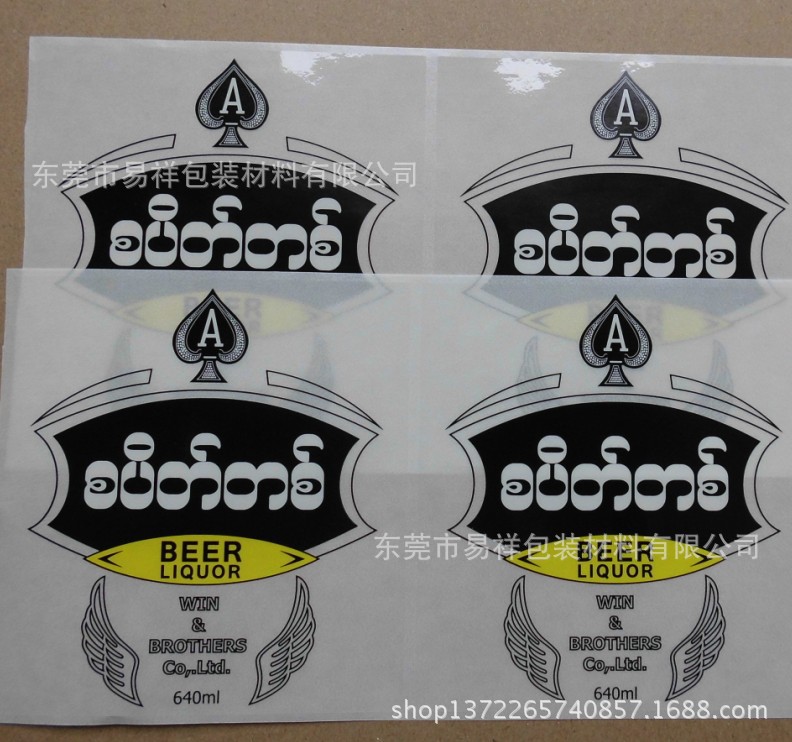 A
A
东莞市易祥包装材料有限公司
စပိတ်တစ်
စပိတ်တစ်
BEER
A
A
စပိတ်တစ်
စပိတ်တစ်
BEER
LIQUOR
WIN
&
BROTHERS
Co,.Ltd.
640ml
东莞市易祥包装材料有限公司
BEER
LIQUOR
WIN
&
BROTHERS
Co,.Ltd.
640ml
shop1372265740857.1688.com